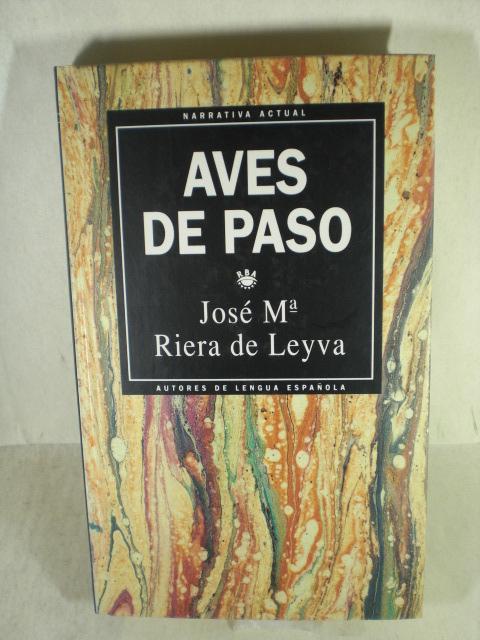 NARRATIVA ACTUAL
AVES
DE PASO
RBA
José Mª
Riera de Leyva
AUTORES DE LENGUA ESPAÑOLA